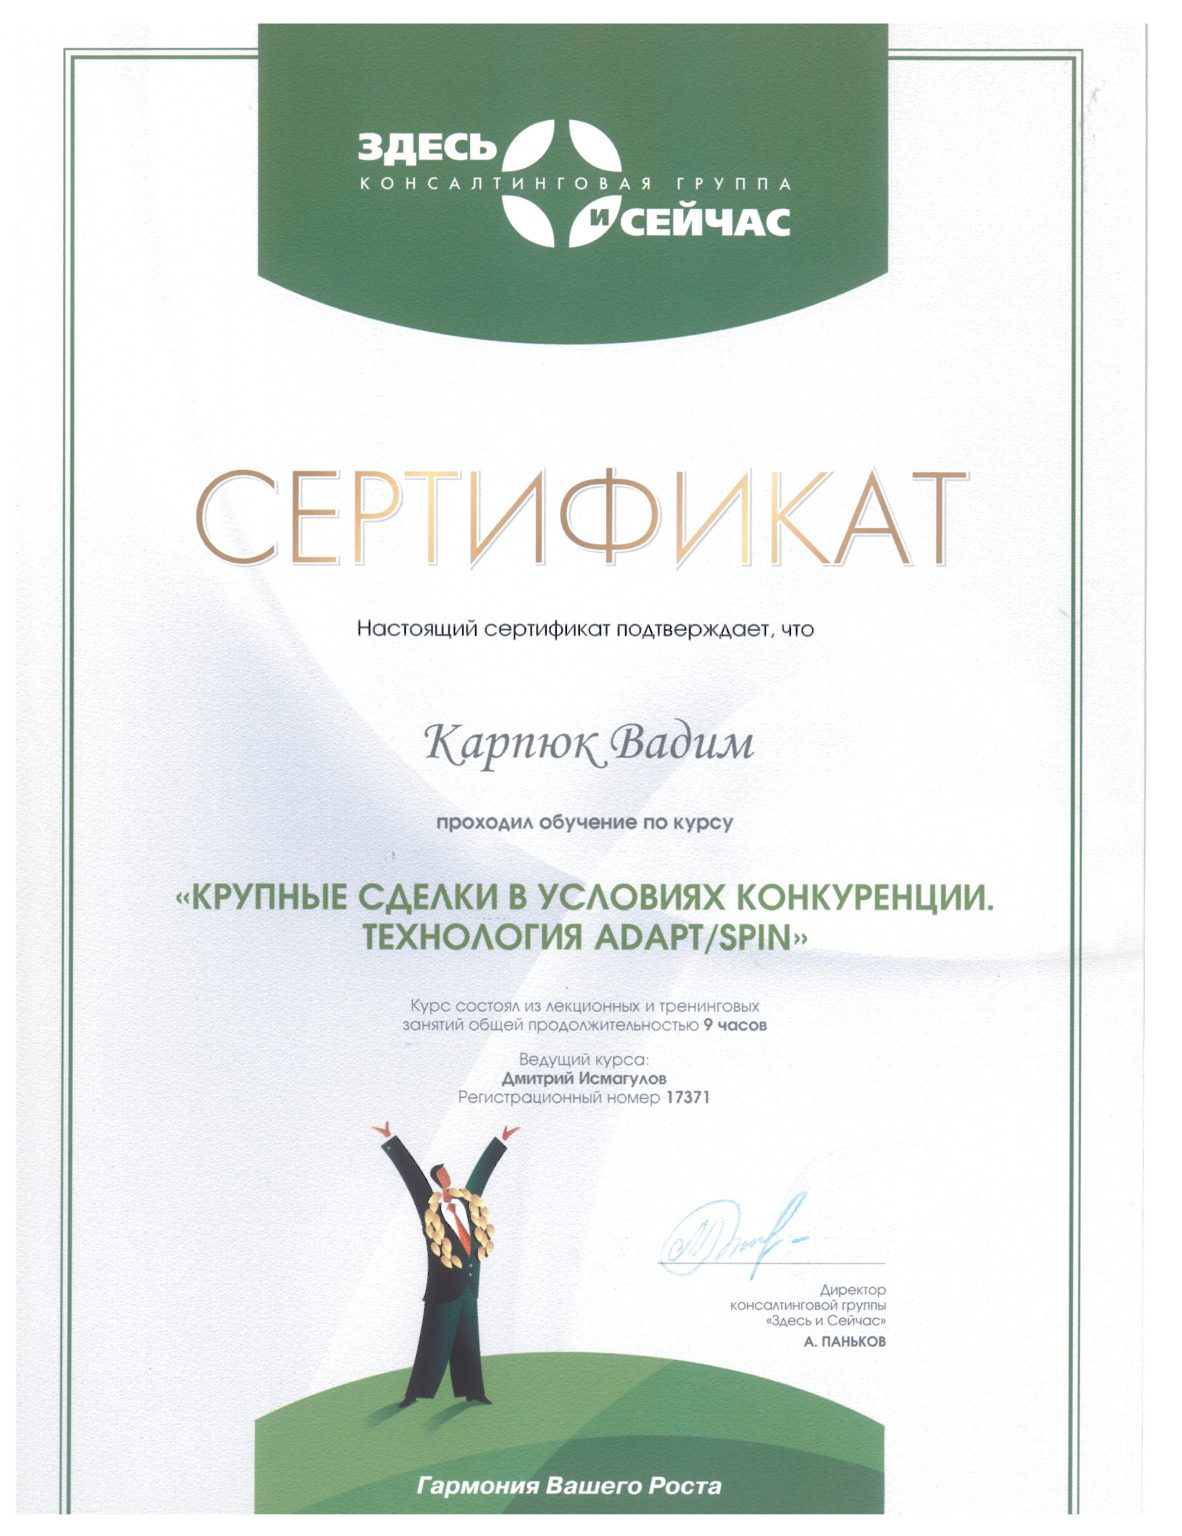 ЗДЕСЬ
КОНСАЛТИНГОВАЯ ГРУППА
И СЕЙЧАС
СЕРТИФИКАТ
Настоящий сертификат подтверждает, что
Карпюк Вадим
проходил обучение по курсу
«КРУПНЫЕ СДЕЛКИ В УСЛОВИЯХ КОНКУРЕНЦИИ.
ТЕХНОЛОГИЯ ADAPT/SPIN»
Курс состоял из лекционных и тренинговых
занятий общей продолжительностью 9 часов
Ведущий курса:
Дмитрий Исмагулов
Регистрационный номер 17371
Директор
консалтинговой группы
«Здесь и Сейчас»
А. ПАНЬКОВ
Гармония Вашего Роста